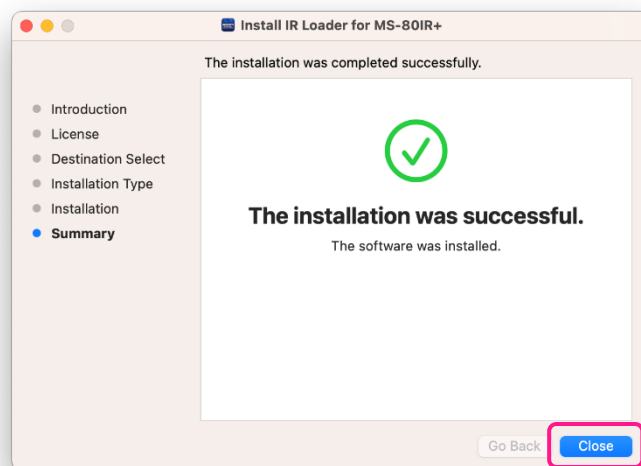 Install IR Loader for MS-80IR+
The installation was completed successfully.
Introduction
License
Destination Select
Installation Type
Installation
Summary
The installation was successful.
The software was installed.
Go Back
Close